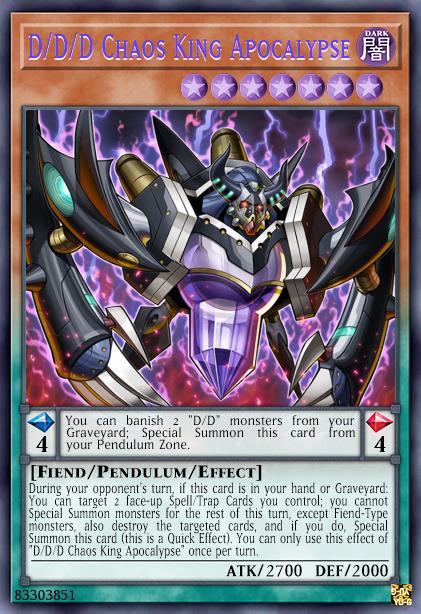 D/D/D Chaos King Apocalypse
DARK
闇
4
You can banish 2 "D/D" monsters from your
Graveyard; Special Summon this card from
your Pendulum Zone.
4
[Fiend/Pendulum/Effect]
During your opponent's turn, if this card is in your hand or Graveyard:
You can target 2 face-up Spell/Trap Cards you control; you cannot
Special Summon monsters for the rest of this turn, except Fiend-Type
monsters, also destroy the targeted cards, and if you do, Special
Summon this card (this is a Quick Effect). You can only use this effect of
"D/D/D Chaos King Apocalypse" once per turn.
ATK/2700 DEF/2000
83303851